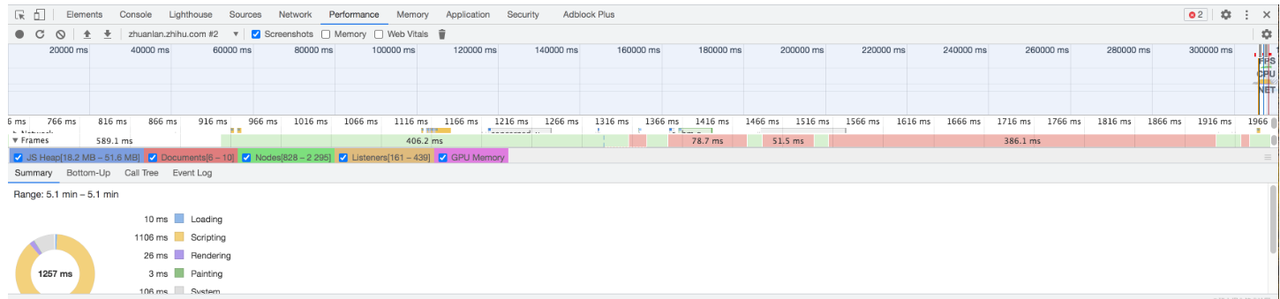 Elements Console Lighthouse Sources Network Performance Memory Application Security Adblock Plus 2
zhuanlan.zhihu.com #2 Screenshots Memory Web Vitals
20000 ms 40000 ms 60000 ms 80000 ms 100000 ms 120000 ms 140000 ms 160000 ms 180000 ms 200000 ms 220000 ms 240000 ms 260000 ms 280000 ms 300000 ms
FPS
CPU
NET
6 ms 766 ms 816 ms 866 ms 916 ms 966 ms 1016 ms 1066 ms 1116 ms 1166 ms 1216 ms 1266 ms 1316 ms 1366 ms 1416 ms 1466 ms 1516 ms 1566 ms 1616 ms 1666 ms 1716 ms 1766 ms 1816 ms 1866 ms 1916 ms 1966
Frames 589.1 ms 406.2 ms 78.7 ms 51.5 ms 386.1 ms
JS Heap[18.2 MB – 51.6 MB] Documents[6 – 10] Nodes[828 – 2 295] Listeners[161 – 439] GPU Memory
Summary Bottom-Up Call Tree Event Log
Range: 5.1 min – 5.1 min
10 ms Loading
1106 ms Scripting
26 ms Rendering
1257 ms
3 ms Painting
106 ms System